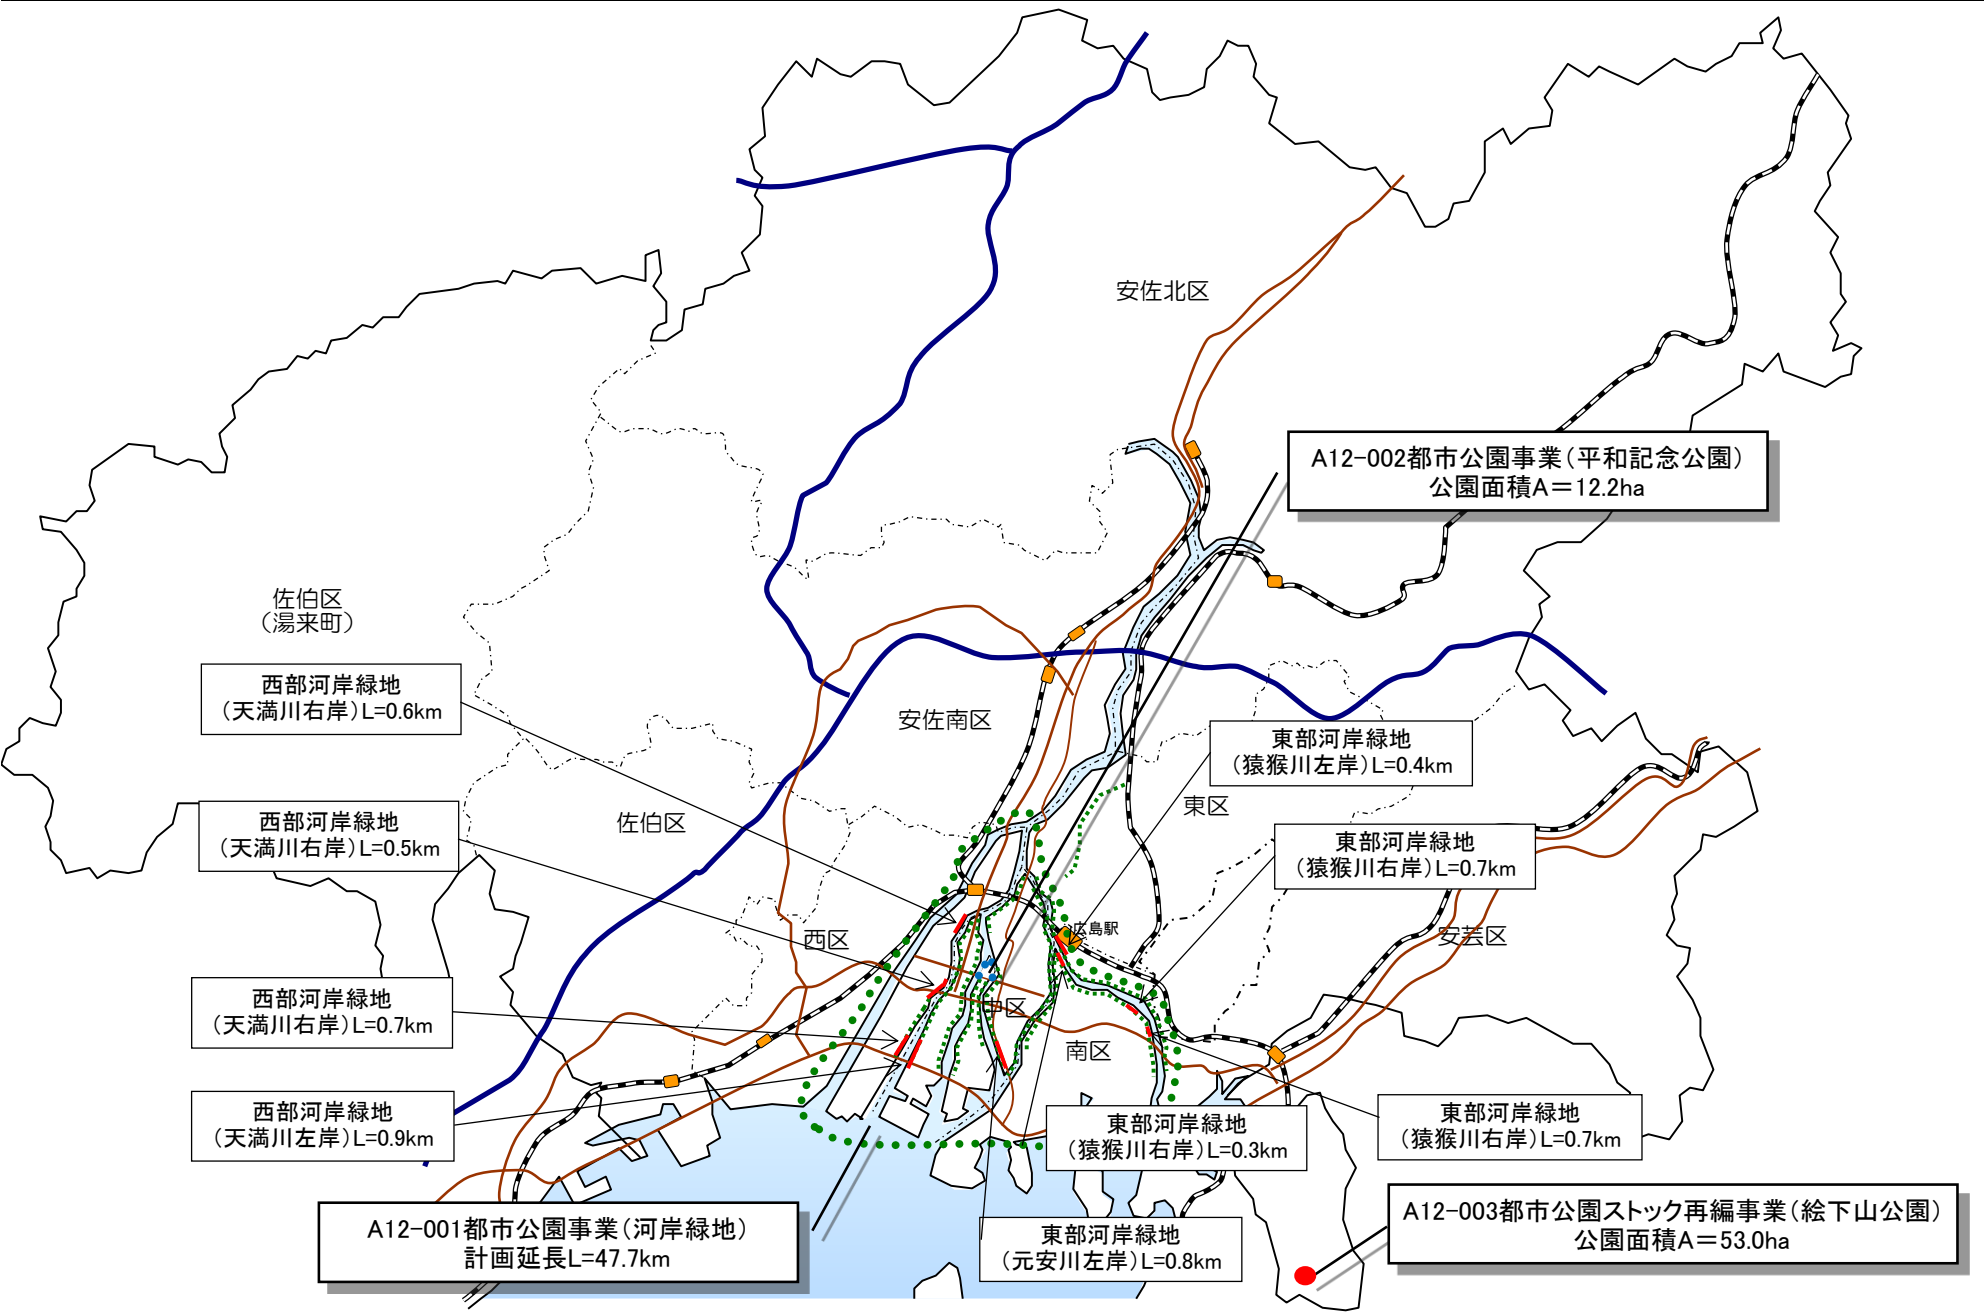 安佐北区
A12-002都市公園事業（平和記念公園）
公園面積A＝12.2ha
佐伯区
（湯来町）
西部河岸緑地
（天満川右岸）L=0.6km
安佐南区
東部河岸緑地
（猿猴川左岸）L=0.4km
西部河岸緑地
（天満川右岸）L=0.5km
佐伯区
東区
東部河岸緑地
（猿猴川右岸）L=0.7km
西区
広島駅
安芸区
西部河岸緑地
（天満川右岸）L=0.7km
中区
南区
西部河岸緑地
（天満川左岸）L=0.9km
東部河岸緑地
（猿猴川右岸）L=0.3km
東部河岸緑地
（猿猴川右岸）L=0.7km
A12-001都市公園事業（河岸緑地）
計画延長L=47.7km
東部河岸緑地
（元安川左岸）L=0.8km
A12-003都市公園ストック再編事業（絵下山公園）
公園面積A＝53.0ha